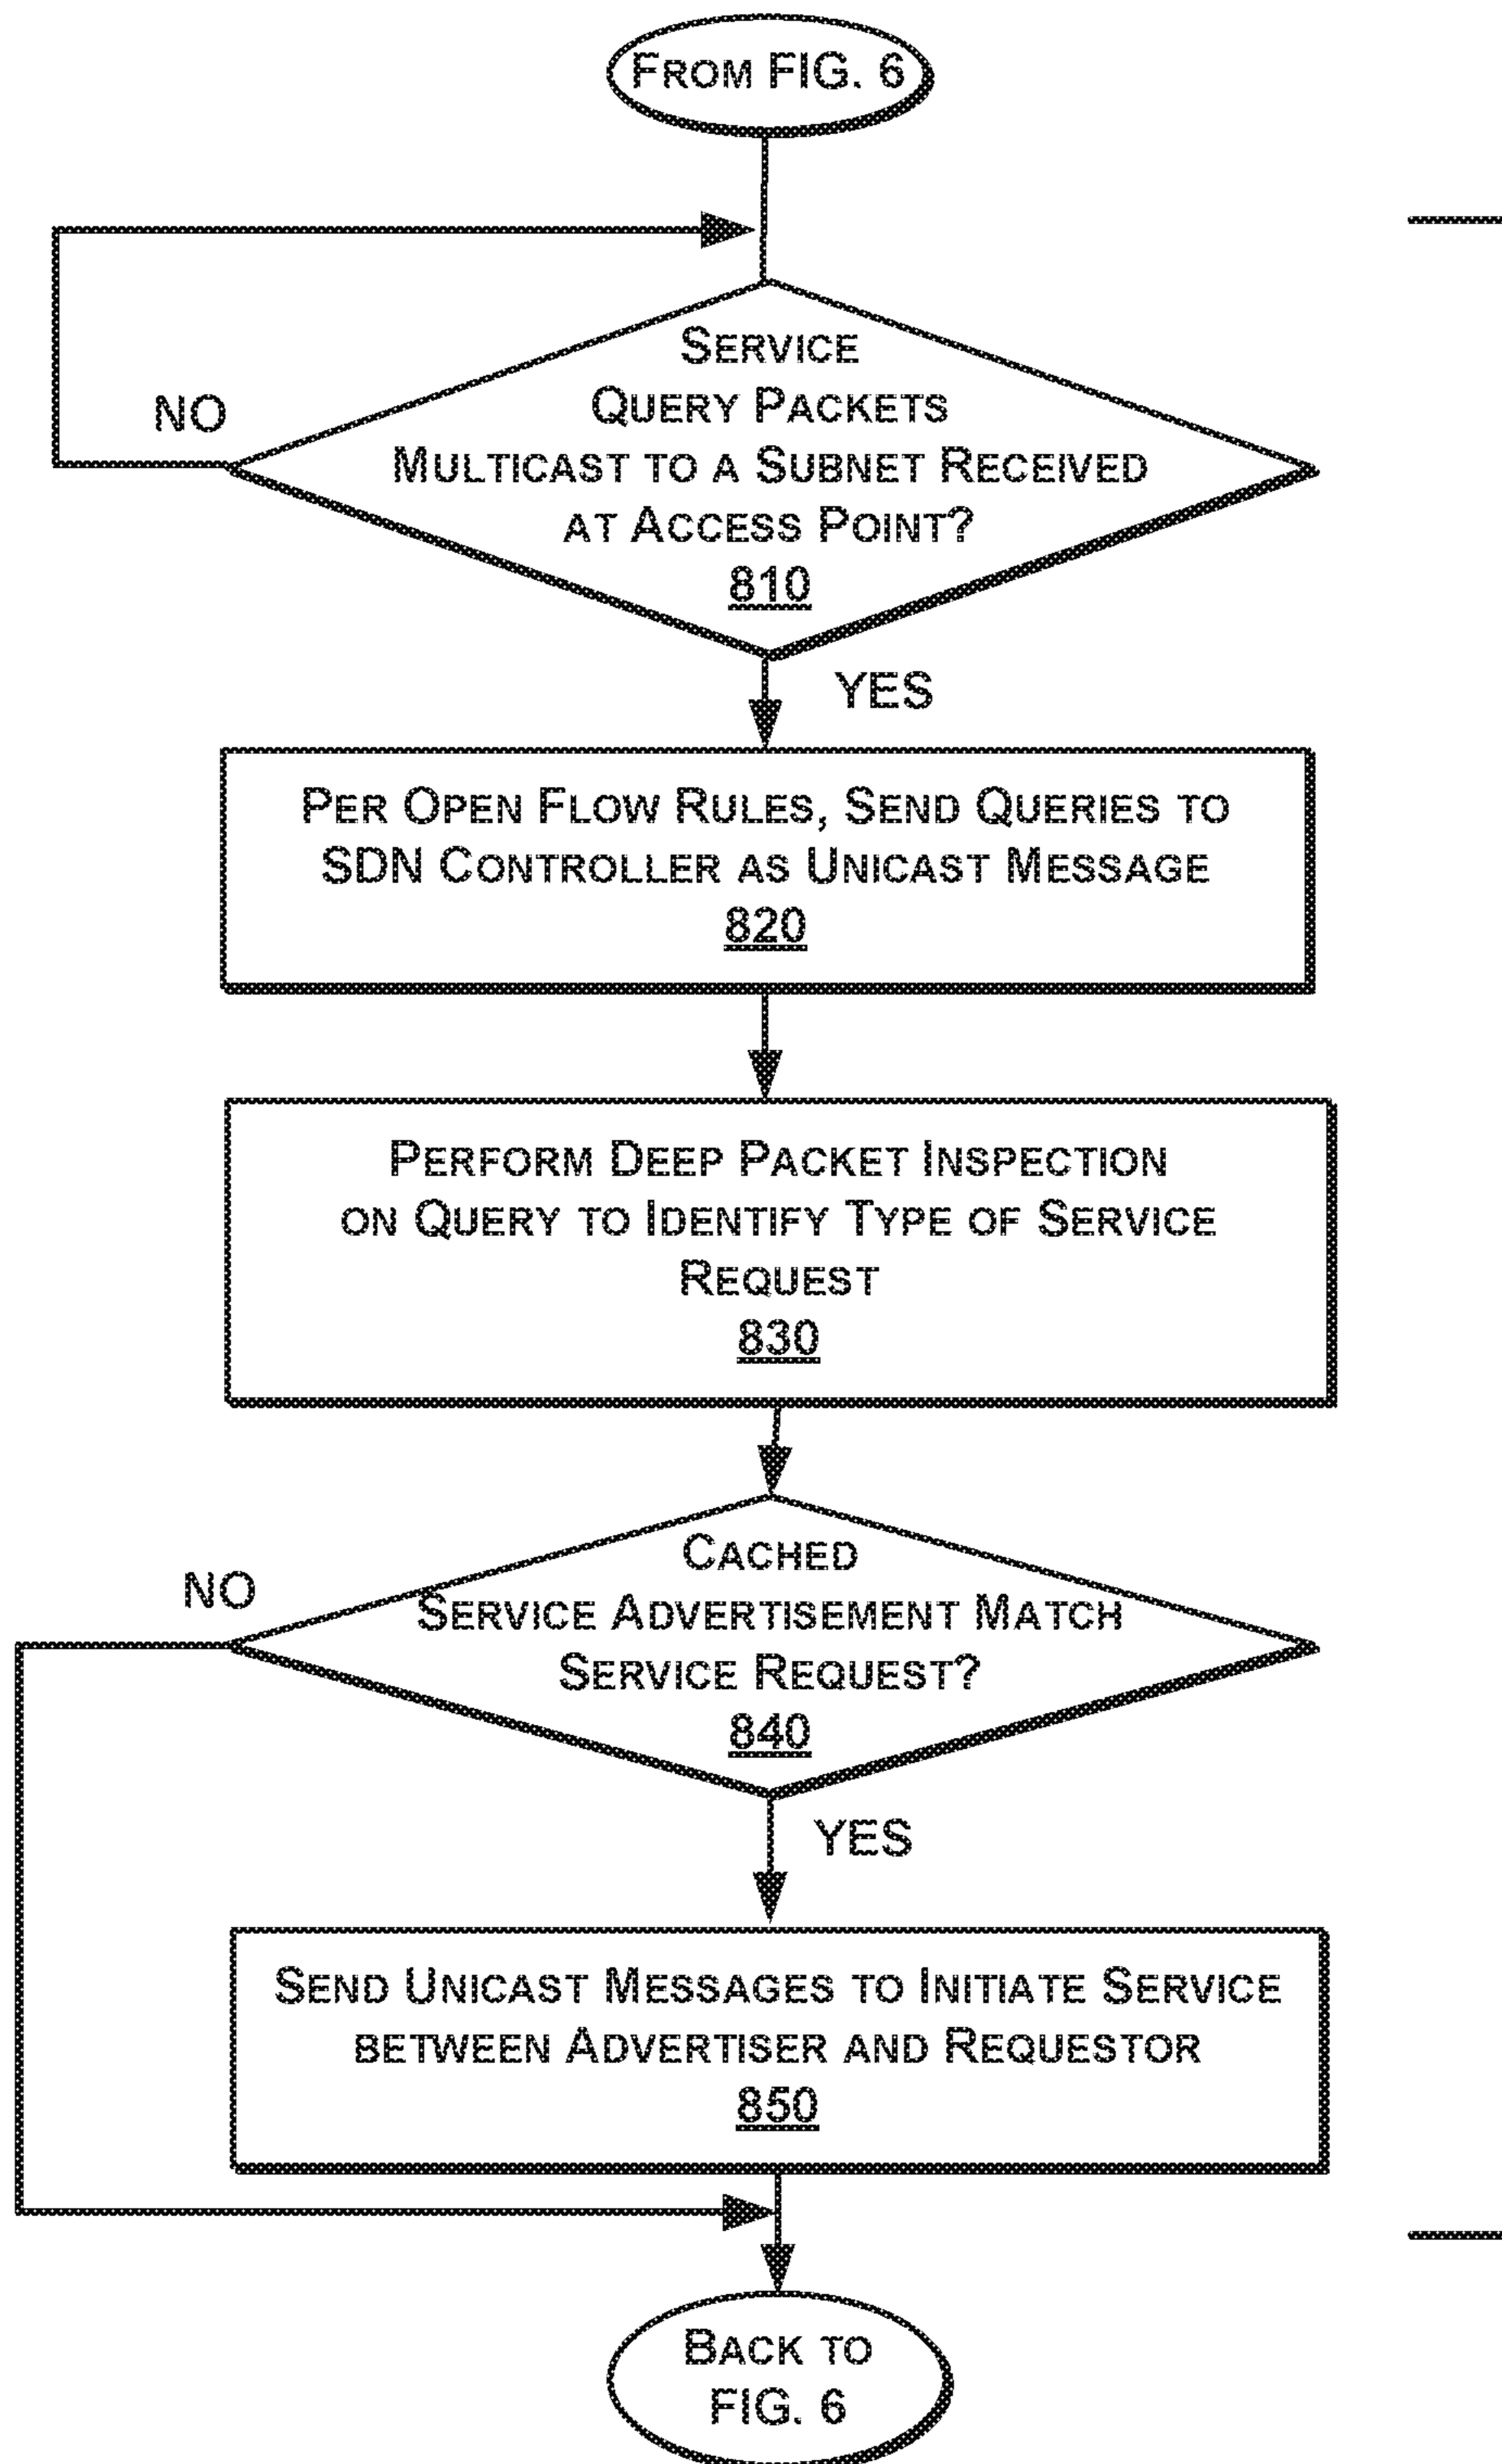 FROM FIG. 6
SERVICE
QUERY PACKETS
NO
MULTICAST TO A SUBNET RECEIVED
AT ACCESS POINT?
810
YES
PER OPEN FLOW RULES, SEND QUERIES TO
SDN CONTROLLER AS UNICAST MESSAGE
820
PERFORM DEEP PACKET INSPECTION
ON QUERY TO IDENTIFY TYPE OF SERVICE
REQUEST
830
CACHED
NO
SERVICE ADVERTISEMENT MATCH
SERVICE REQUEST?
840
YES
SEND UNICAST MESSAGES TO INITIATE SERVICE
BETWEEN ADVERTISER AND REQUESTOR
850
BACK TO
FIG. 6